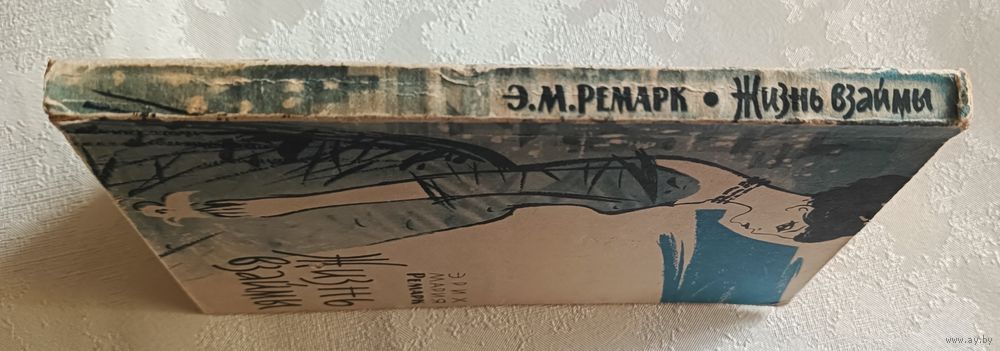 Э.М.РЕМАРК • Жизнь взаймы
ЭРИХ
МАРИЯ
РЕМАРК
Жизнь
взаймы
www.ay.by